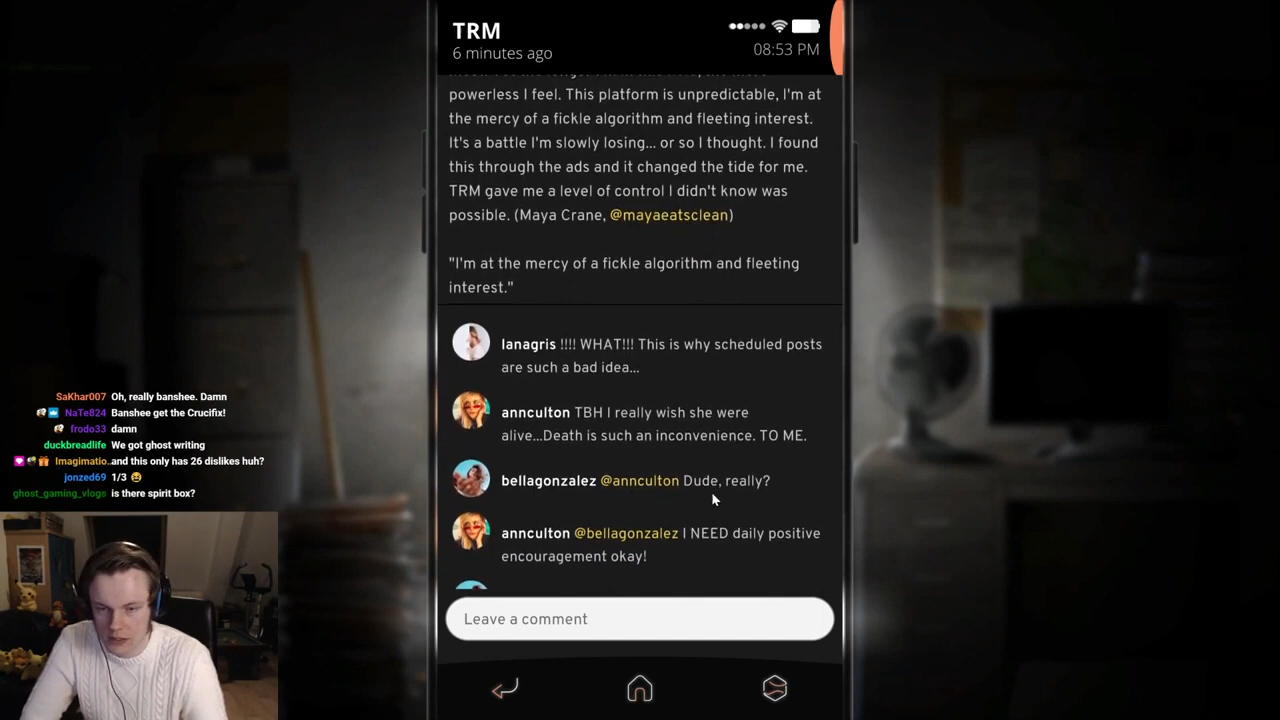 TRM
6 minutes ago
08:53 PM
powerless I feel. This platform is unpredictable, I'm at
the mercy of a fickle algorithm and fleeting interest.
It's a battle I'm slowly losing... or so I thought. I found
this through the ads and it changed the tide for me.
TRM gave me a level of control I didn't know was
possible. (Maya Crane, @mayaeatsclean)
"I'm at the mercy of a fickle algorithm and fleeting
interest."
lanagris !!!! WHAT!!! This is why scheduled posts
are such a bad idea...
annculton TBH I really wish she were
alive...Death is such an inconvenience. TO ME.
bellagonzalez @annculton Dude, really?
annculton @bellagonzalez I NEED daily positive
encouragement okay!
Leave a comment
SaKhar007 Oh, really banshee. Damn
NaTe824 Banshee get the Crucifix!
frodo33 damn
duckbreadlife We got ghost writing
Imaginatio.. and this only has 26 dislikes huh?
jonzed69 1/3
ghost_gaming_vlogs is there spirit box?